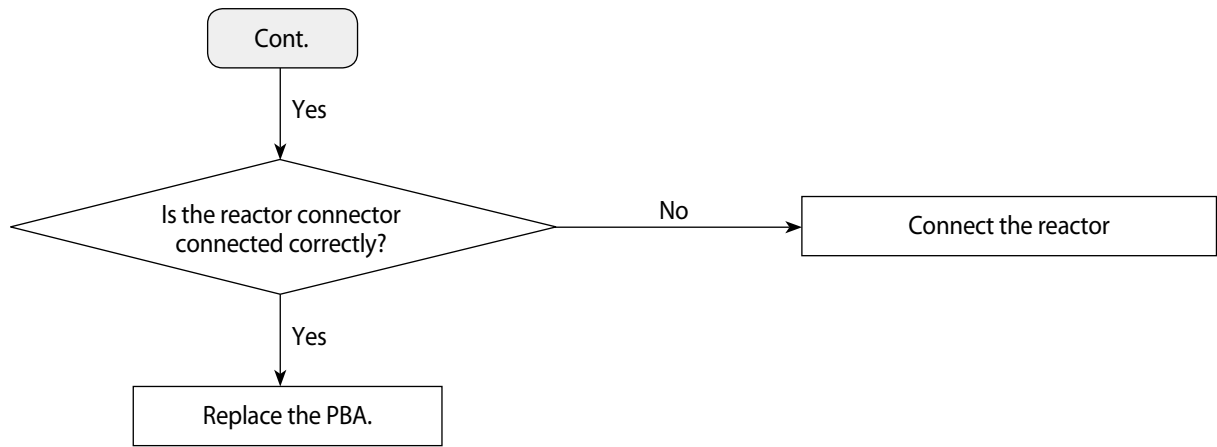 Cont.
Yes
Is the reactor connector
connected correctly?
No
Connect the reactor
Yes
Replace the PBA.